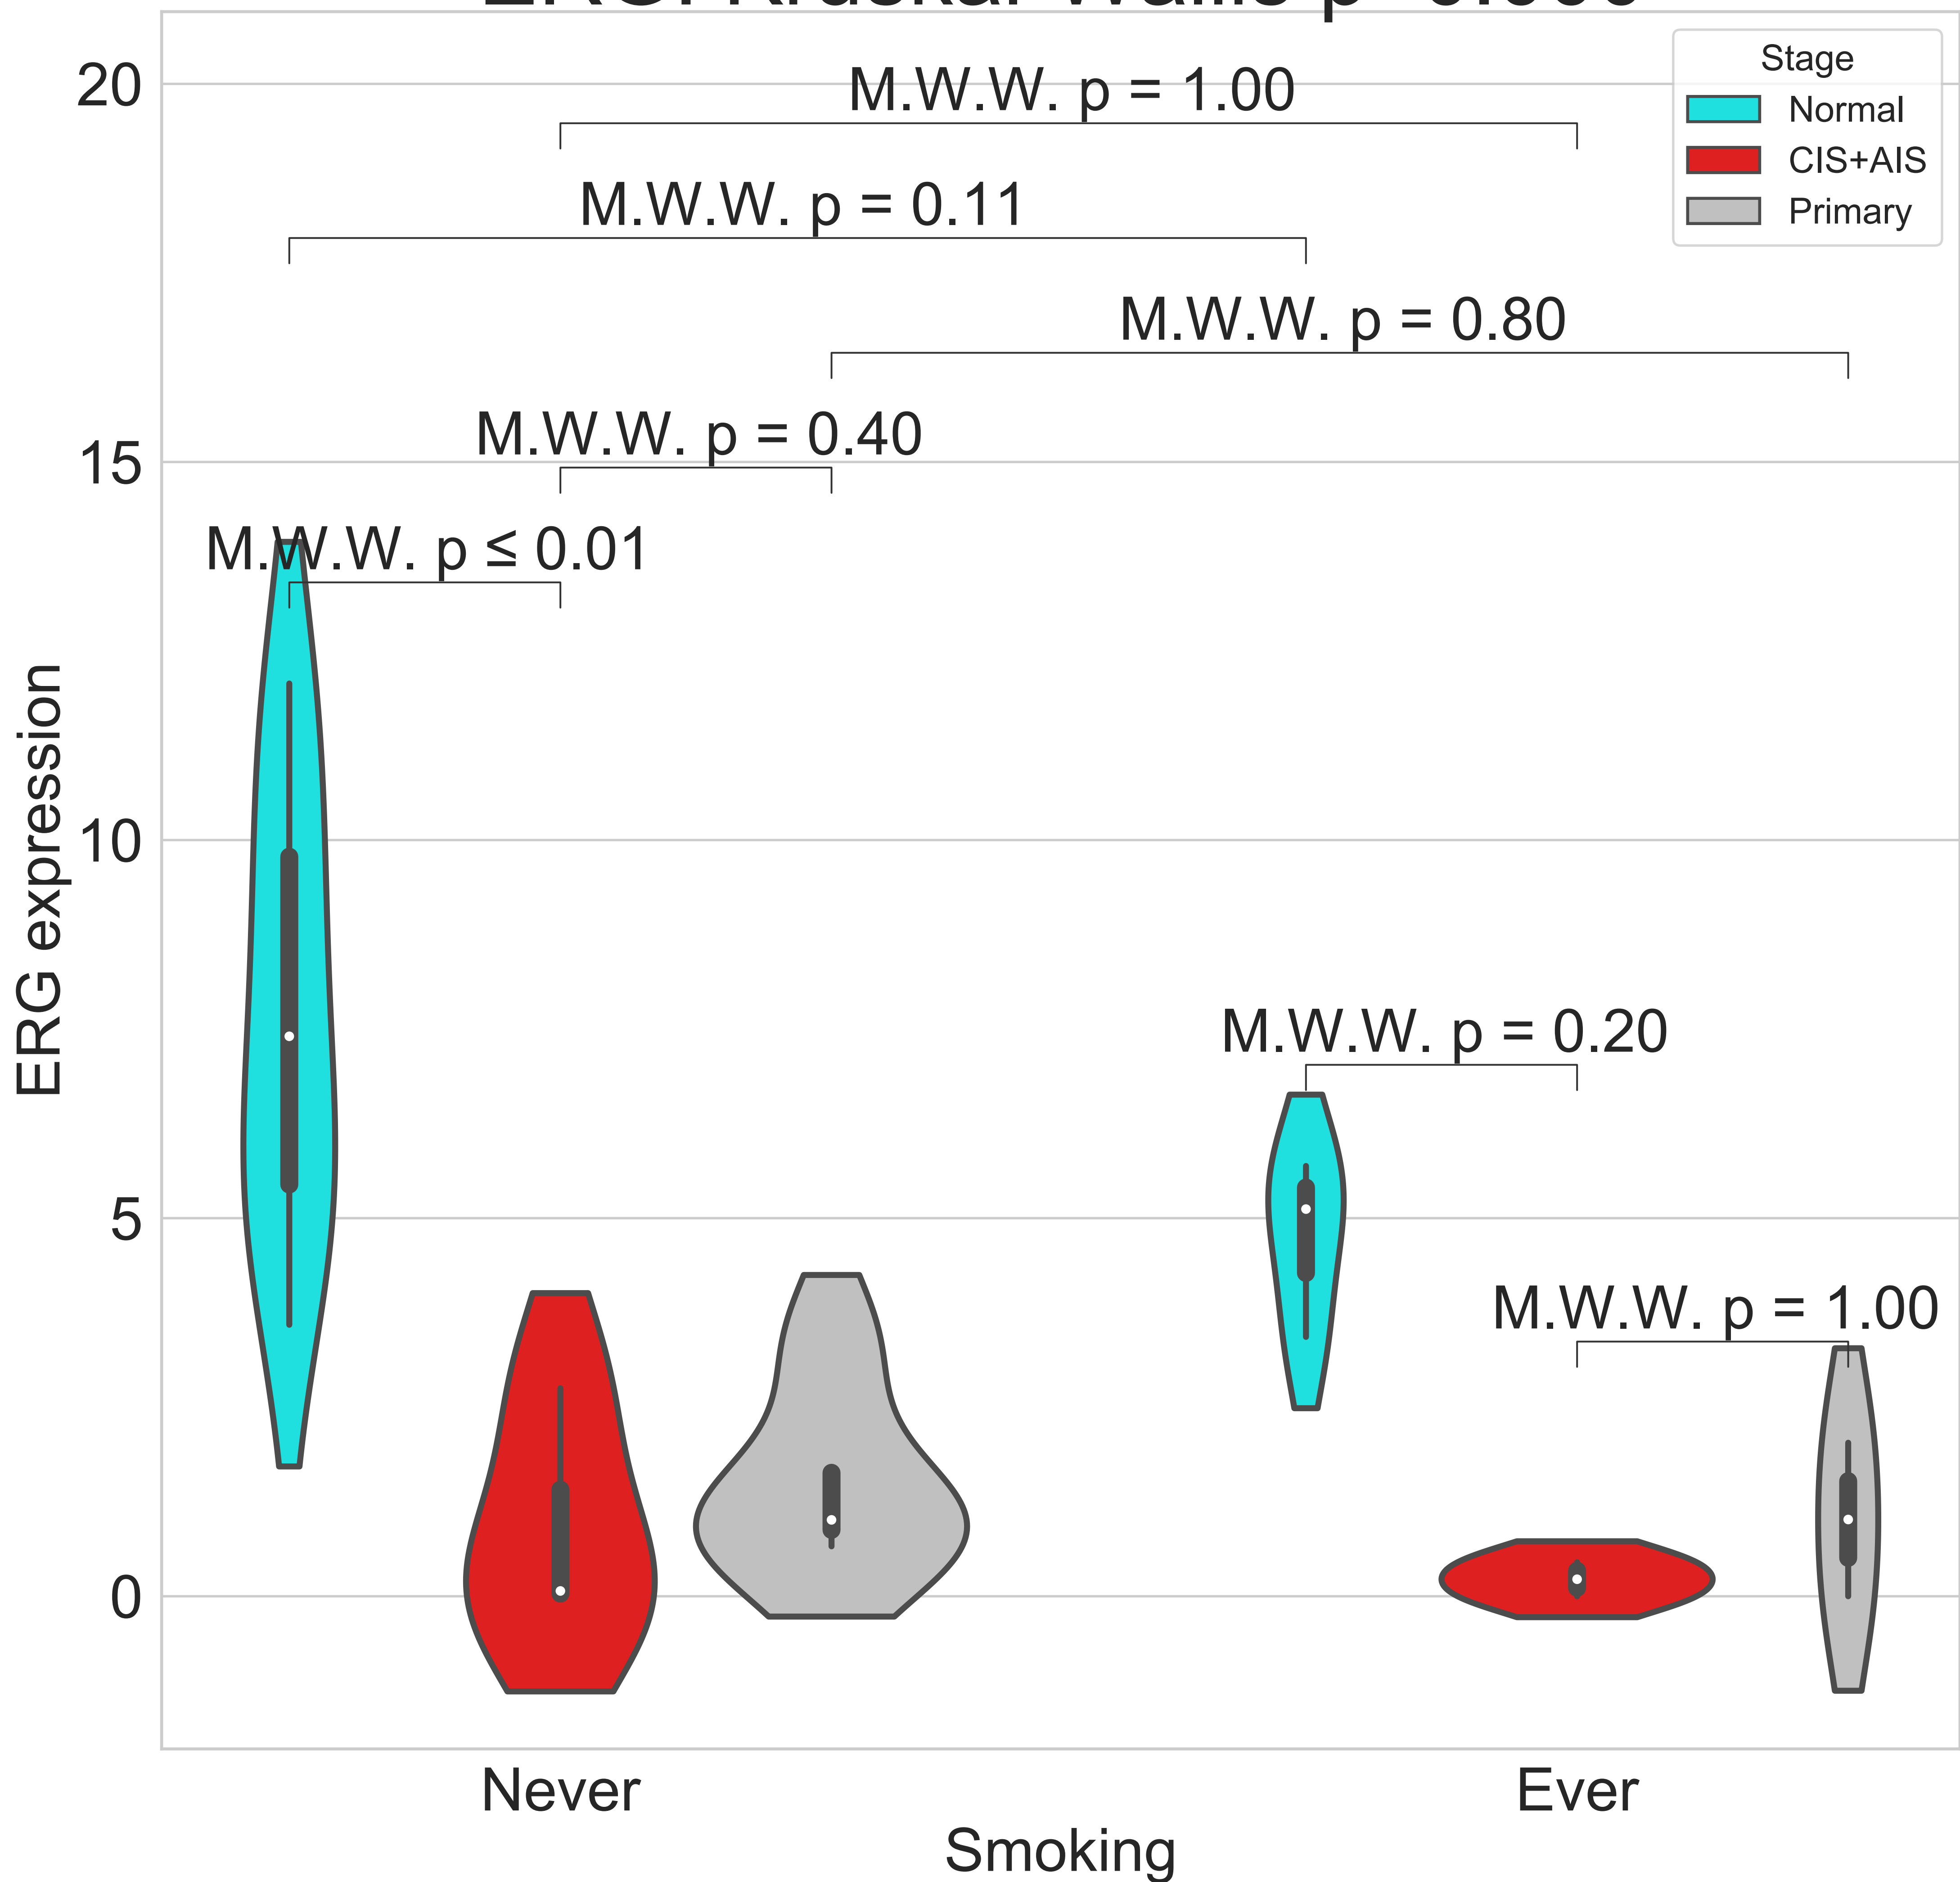 20
M.W.W. p = 1.00
Stage
Normal
CIS+AIS
Primary
M.W.W. p = 0.11
M.W.W. p = 0.80
15
M.W.W. p = 0.40
M.W.W. p ≤ 0.01
10
ERG expression
M.W.W. p = 0.20
5
M.W.W. p = 1.00
0
Never
Ever
Smoking